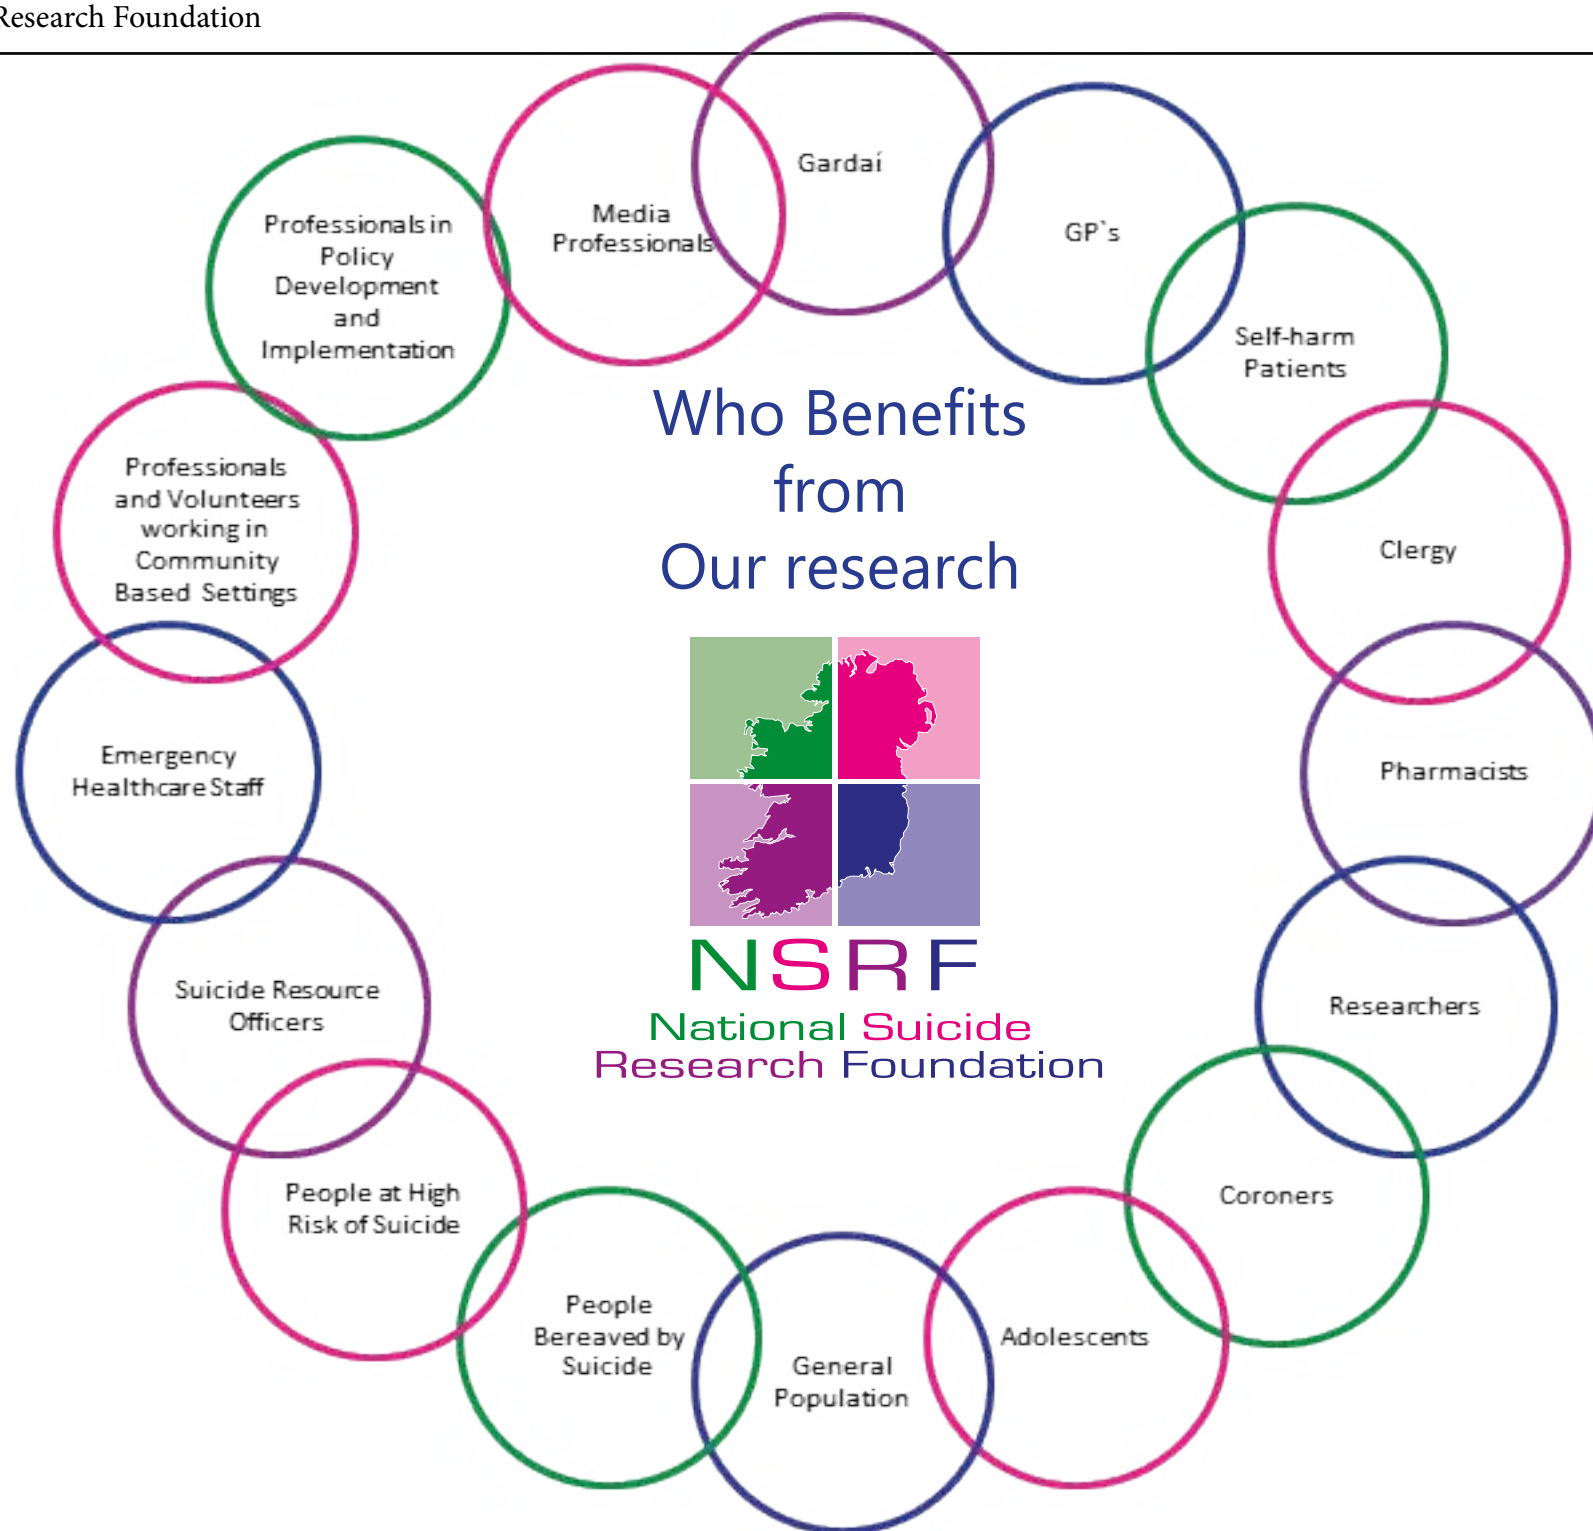 Research Foundation
Gardaí
Media
Professionals
GP`s
Professionals in
Policy
Development
and
Implementation
Self-harm
Patients
Who Benefits
from
Our research
Professionals
and Volunteers
working in
Community
Based Settings
Clergy
Emergency
Healthcare Staff
Pharmacists
NSRF
National Suicide
Research Foundation
Suicide Resource
Officers
Researchers
People at High
Risk of Suicide
Coroners
People
Bereaved by
Suicide
General
Population
Adolescents